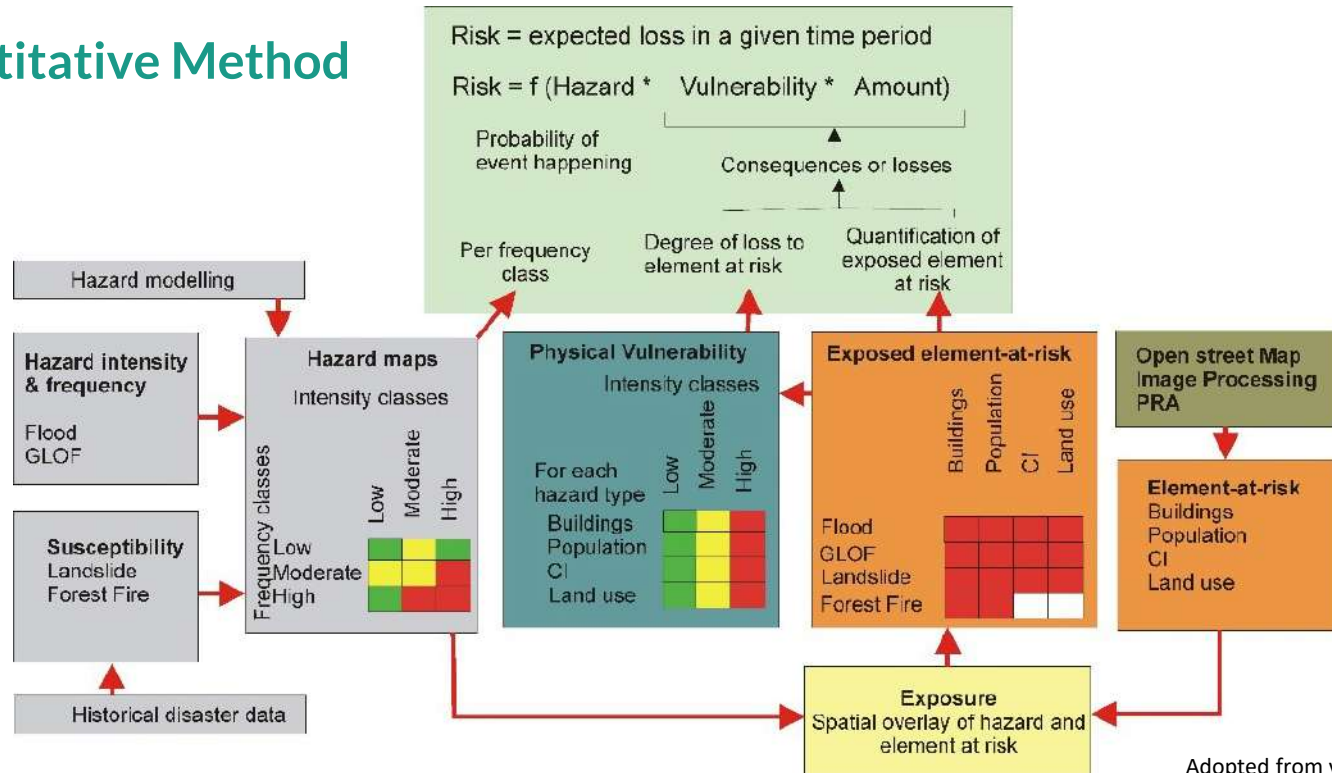 titative Method
Risk = expected loss in a given time period
Risk = f (Hazard * Vulnerability * Amount)
Probability of
event happening
Consequences or losses
Per frequency
class
Degree of loss to
element at risk
Quantification of
exposed element
at risk
Hazard modelling
Hazard intensity
& frequency
Flood
GLOF
Susceptibility
Landslide
Forest Fire
Historical disaster data
Hazard maps
Intensity classes
Frequency classes
Low
Moderate
High
Low
Moderate
High
Physical Vulnerability
Intensity classes
For each
hazard type
Low
Moderate
High
Buildings
Population
CI
Land use
Exposed element-at-risk
Buildings
Population
CI
Land use
Flood
GLOF
Landslide
Forest Fire
Open street Map
Image Processing
PRA
Element-at-risk
Buildings
Population
CI
Land use
Exposure
Spatial overlay of hazard and
element at risk
Adopted from